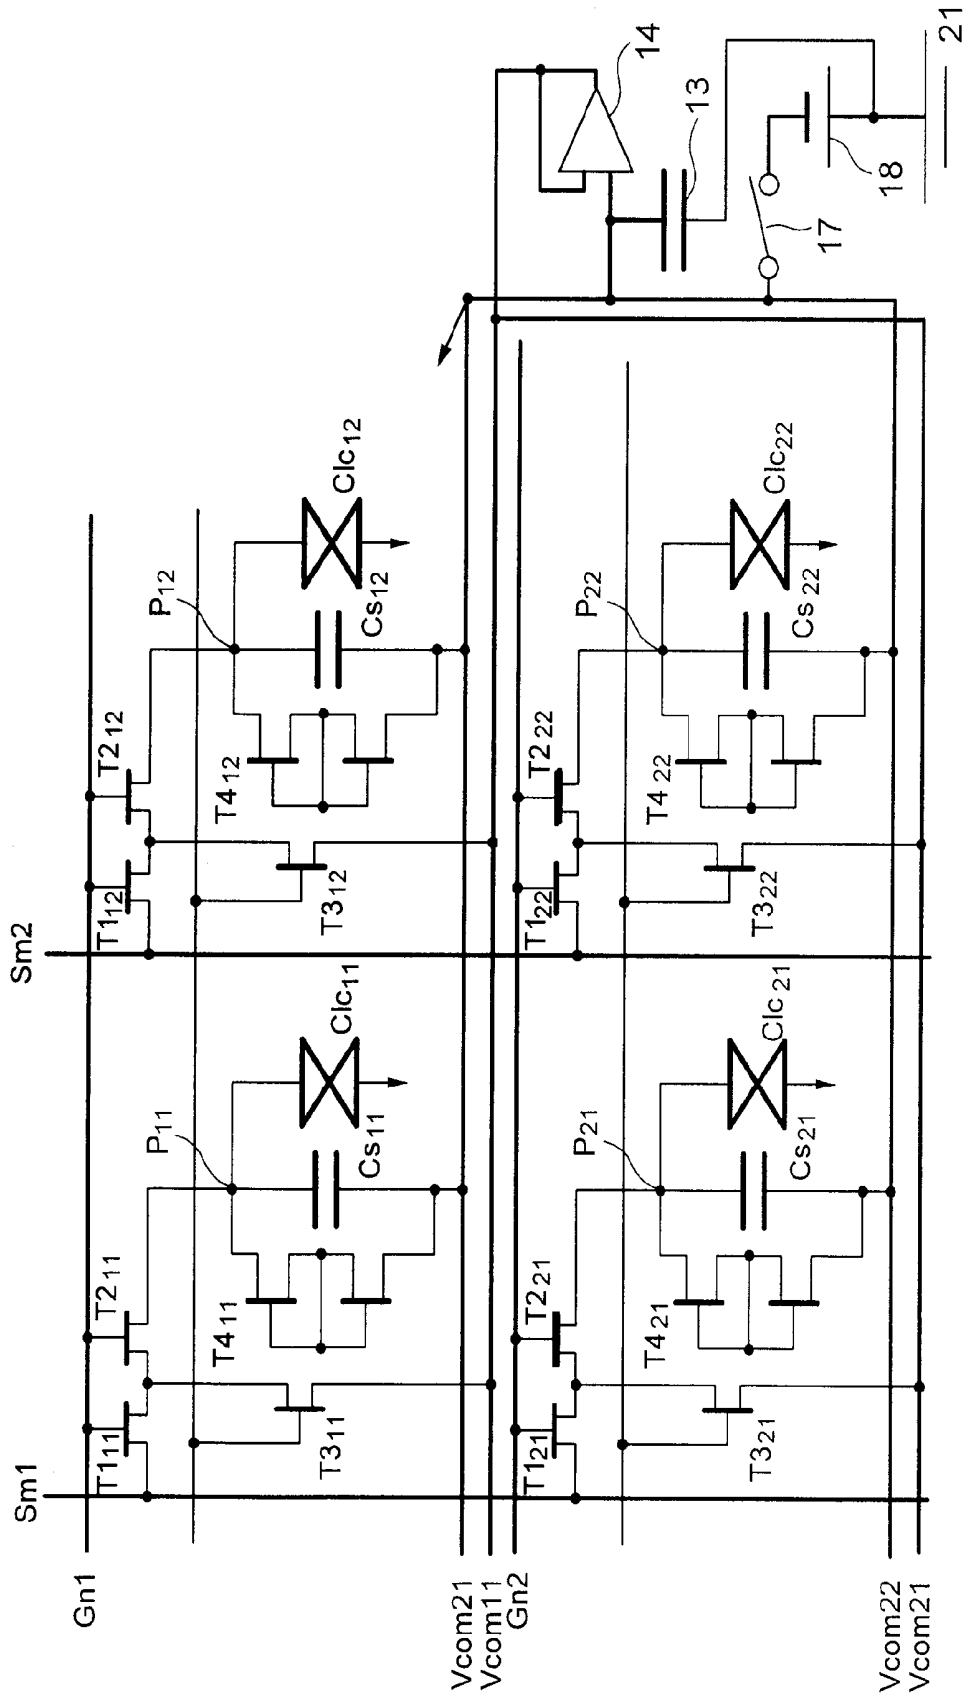 Sm1
Sm2
Gn1
T1₁₁
T2₁₁
P₁₁
T4₁₁
Cs₁₁
Clc₁₁
T3₁₁
T1₁₂
T2₁₂
P₁₂
T4₁₂
Cs₁₂
Clc₁₂
T3₁₂
Vcom21
Vcom11
Gn2
T1₂₁
T2₂₁
P₂₁
T4₂₁
Cs₂₁
Clc₂₁
T3₂₁
T1₂₂
T2₂₂
P₂₂
T4₂₂
Cs₂₂
Clc₂₂
T3₂₂
Vcom22
Vcom21
14
13
17
18
21